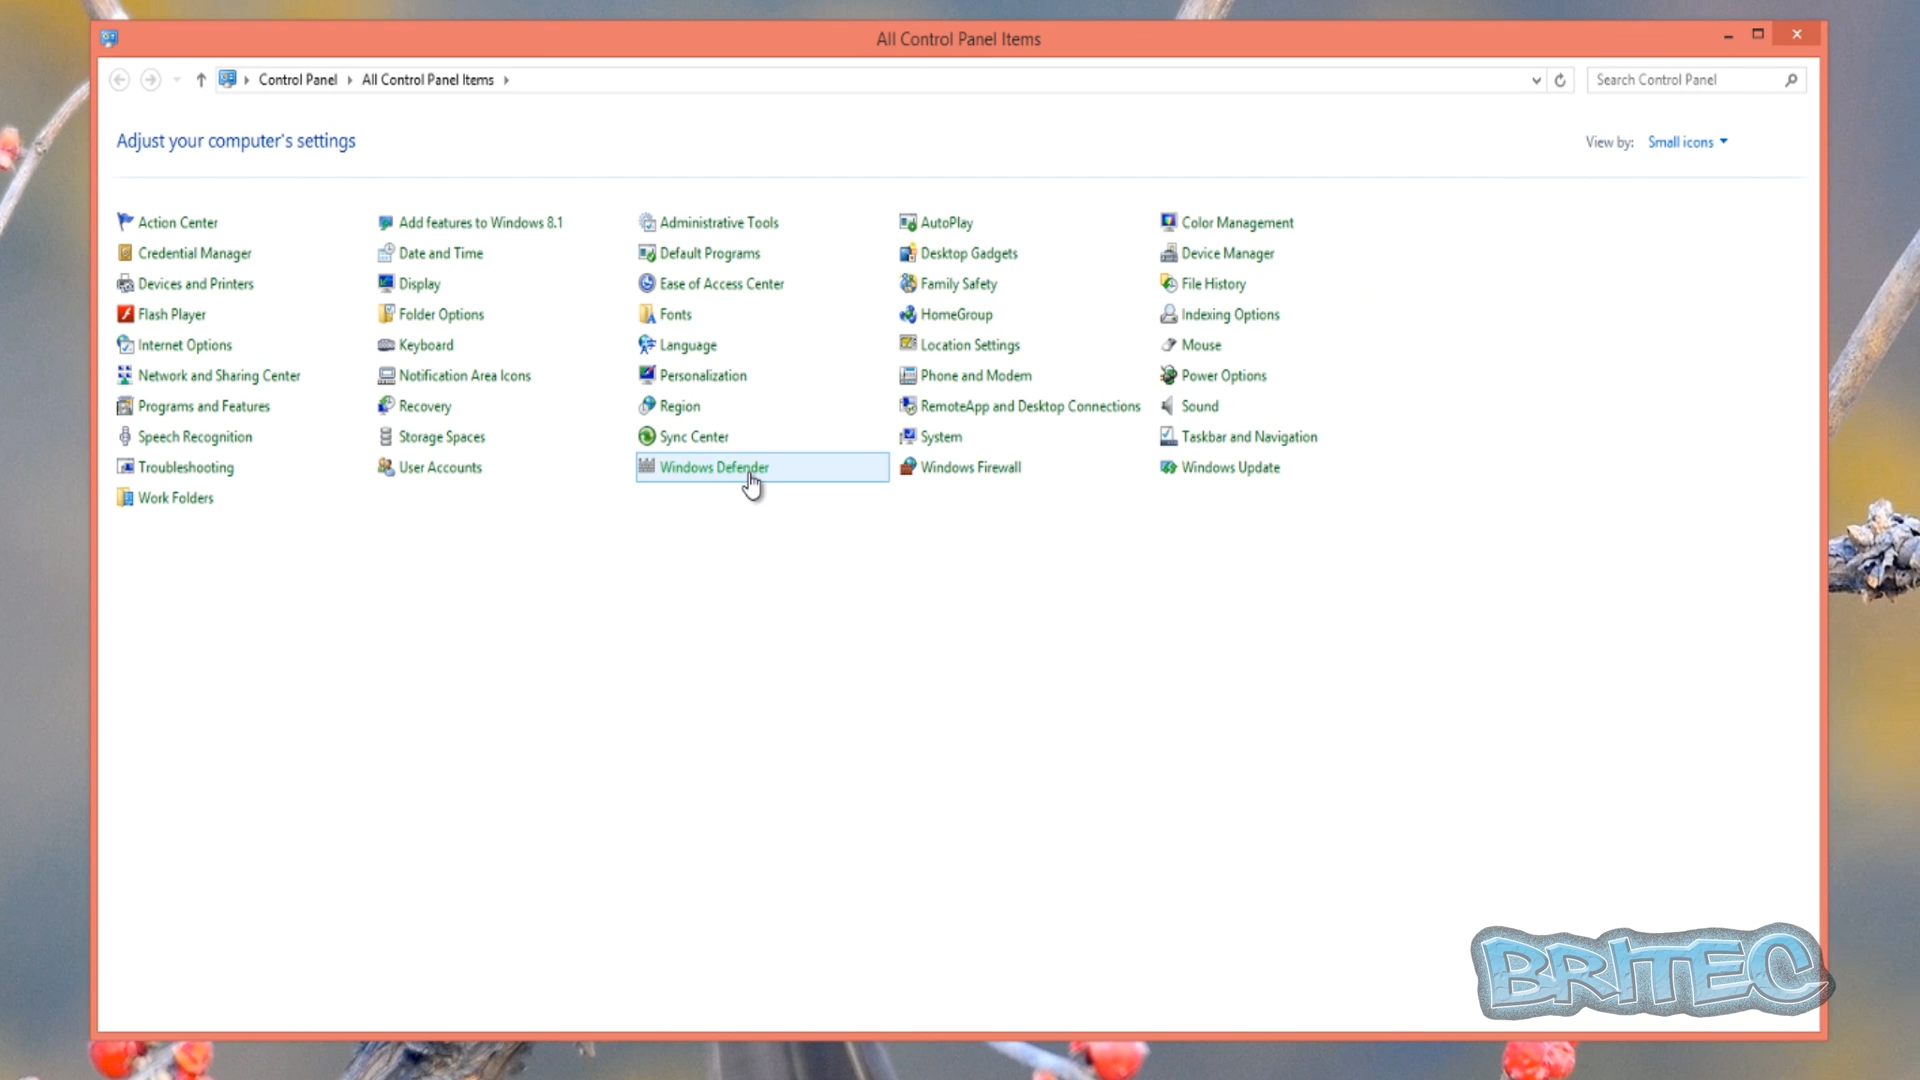 All Control Panel Items
Control Panel All Control Panel Items
Search Control Panel
Adjust your computer's settings
View by: Small icons
Action Center Add features to Windows 8.1 Administrative Tools AutoPlay Color Management
Credential Manager Date and Time Default Programs Desktop Gadgets Device Manager
Devices and Printers Display Ease of Access Center Family Safety File History
Flash Player Folder Options Fonts HomeGroup Indexing Options
Internet Options Keyboard Language Location Settings Mouse
Network and Sharing Center Notification Area Icons Personalization Phone and Modem Power Options
Programs and Features Recovery Region RemoteApp and Desktop Connections Sound
Speech Recognition Storage Spaces Sync Center System Taskbar and Navigation
Troubleshooting User Accounts Windows Defender Windows Firewall Windows Update
Work Folders
BRITEC